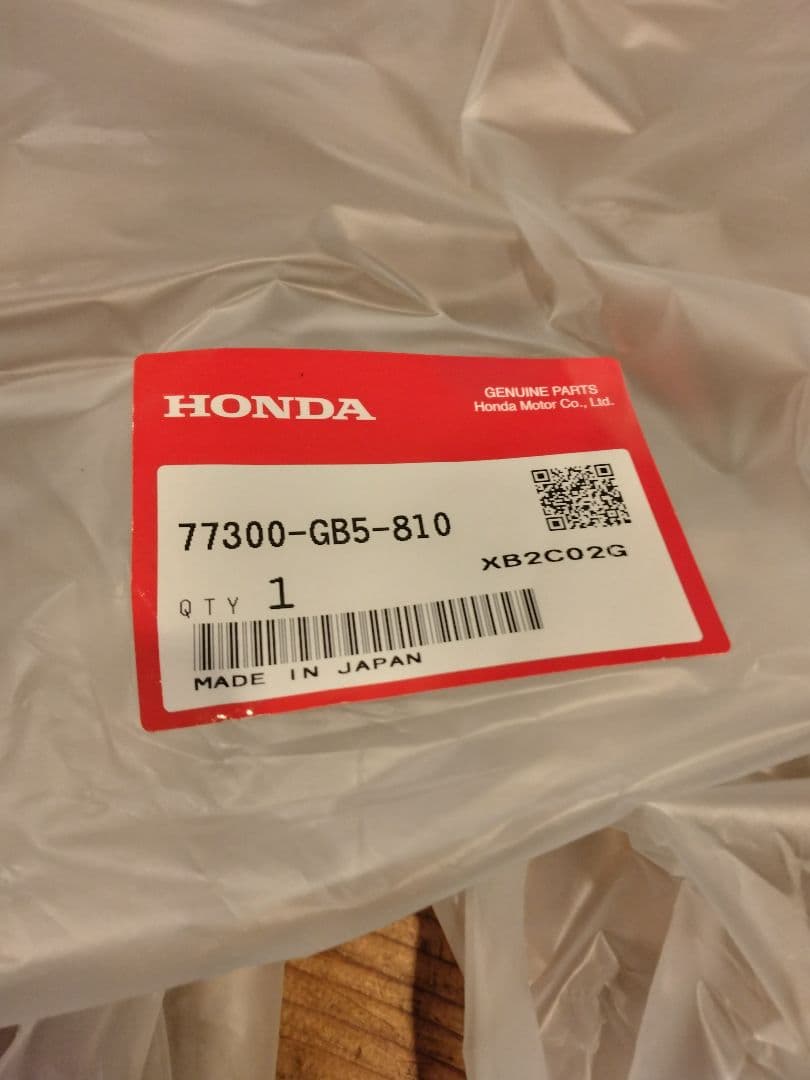 HONDA
GENUINE PARTS
Honda Motor Co., Ltd.
77300-GB5-810
XB2C02G
QTY 1
MADE IN JAPAN